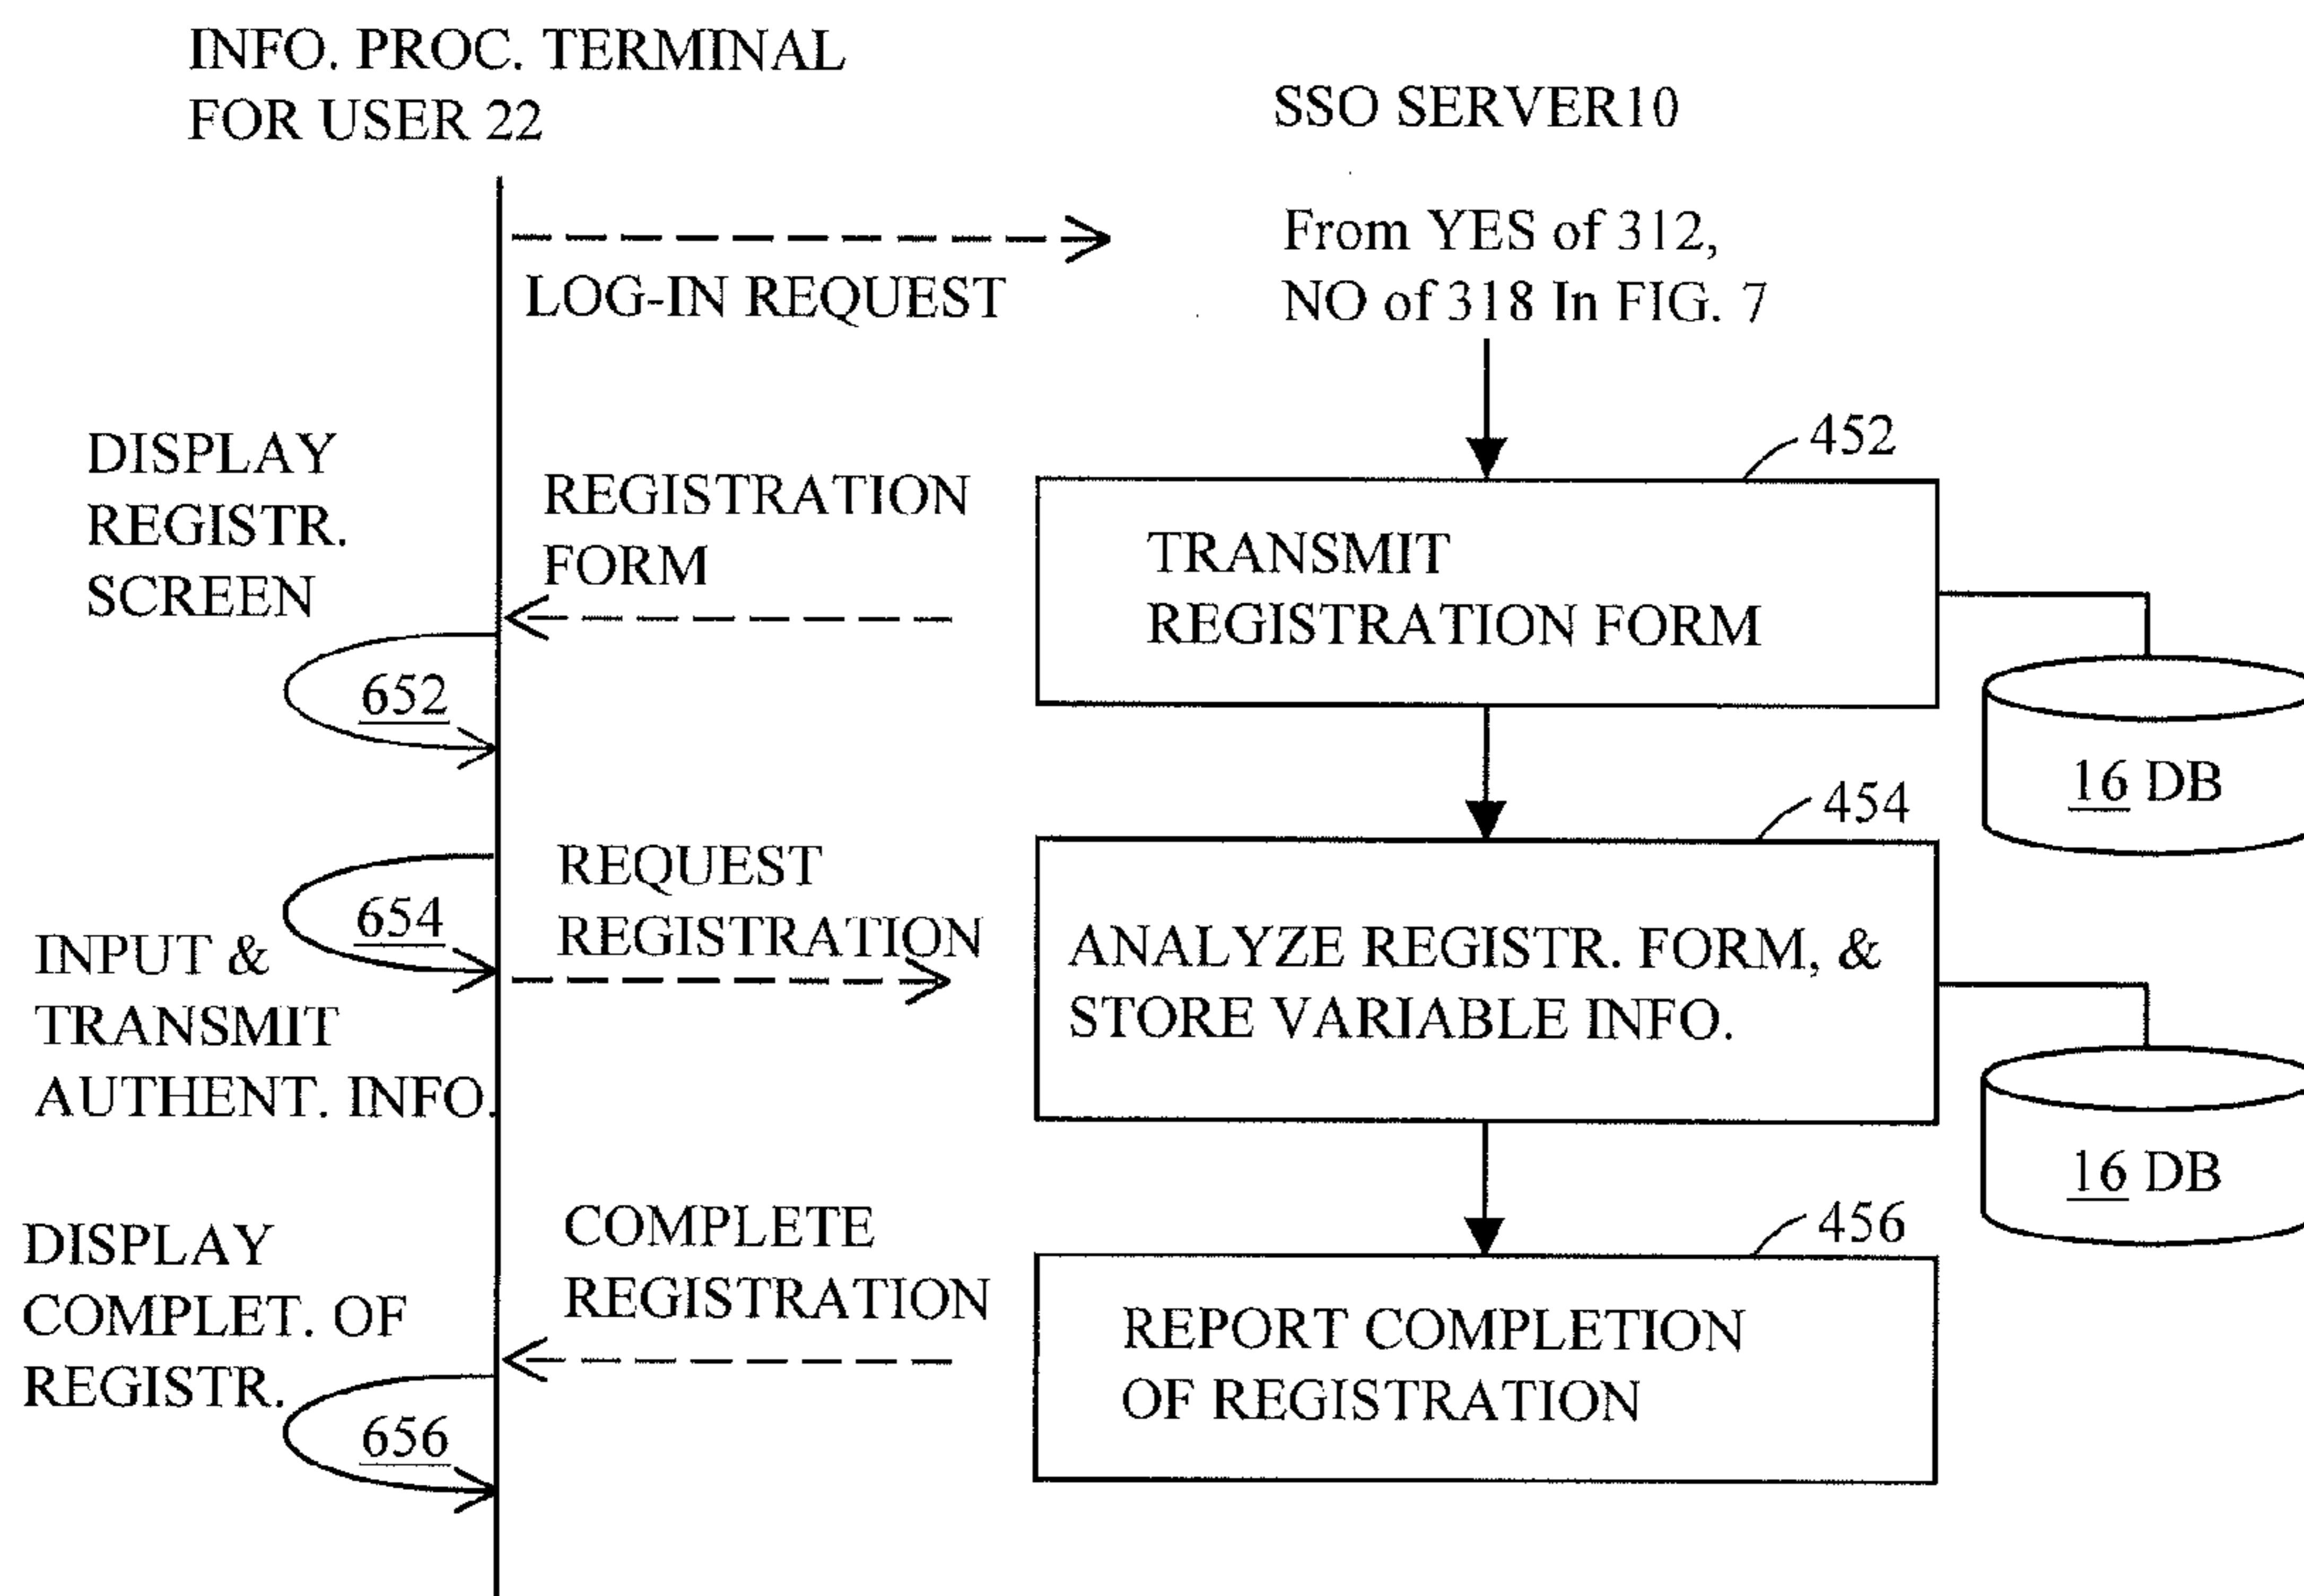 INFO. PROC. TERMINAL
FOR USER 22
SSO SERVER10
From YES of 312,
NO of 318 In FIG. 7
LOG-IN REQUEST
452
DISPLAY
REGISTR.
SCREEN
REGISTRATION
FORM
TRANSMIT
REGISTRATION FORM
652
16 DB
454
REQUEST
REGISTRATION
654
INPUT &
TRANSMIT
AUTHENT. INFO.
ANALYZE REGISTR. FORM, &
STORE VARIABLE INFO.
16 DB
456
DISPLAY
COMPLET. OF
REGISTR.
COMPLETE
REGISTRATION
REPORT COMPLETION
OF REGISTRATION
656